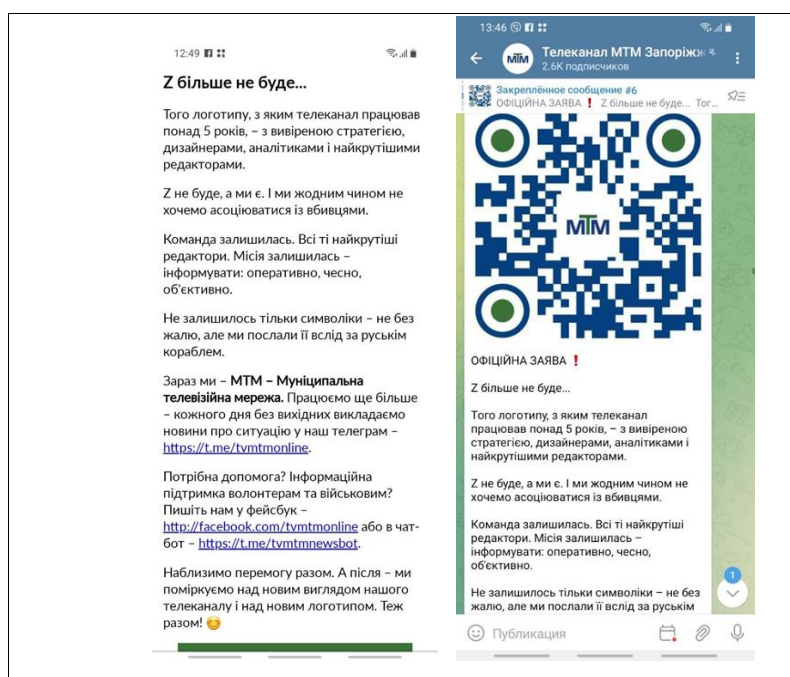 12:49
Z більше не буде...
Того логотипу, з яким телеканал працював
понад 5 років, – з вивіреною стратегією,
дизайнерами, аналітиками і найкрутішими
редакторами.
Z не буде, а ми є. І ми жодним чином не
хочемо асоціюватися із вбивцями.
Команда залишилась. Всі ті найкрутіші
редактори. Місія залишилась –
інформувати: оперативно, чесно,
об'єктивно.
Не залишилось тільки символіки – не без
жалю, але ми послали її вслід за руськім
кораблем.
Зараз ми – МТМ – Муніципальна
телевізійна мережа. Працюємо ще більше
– кожного дня без вихідних викладаємо
новини про ситуацію у наш телеграм –
https://t.me/tvmtmonline.
Потрібна допомога? Інформаційна
підтримка волонтерам та військовим?
Пишіть нам у фейсбук –
http://facebook.com/tvmtmonline або в чат-
бот – https://t.me/tvmtmnewsbot.
Наблизимо перемогу разом. А після – ми
поміркуємо над новим виглядом нашого
телеканалу і над новим логотипом. Теж
разом! 😊
13:46
МТМ
Телеканал МТМ Запоріжж
2.6K подписчиков
Закреплённое сообщение #6
ОФІЦІЙНА ЗАЯВА ❗ Z більше не буде... Тог...
МТМ
ОФІЦІЙНА ЗАЯВА ❗
Z більше не буде...
Того логотипу, з яким телеканал
працював понад 5 років, – з вивіреною
стратегією, дизайнерами, аналітиками і
найкрутішими редакторами.
Z не буде, а ми є. І ми жодним чином не
хочемо асоціюватися із вбивцями.
Команда залишилась. Всі ті найкрутіші
редактори. Місія залишилась –
інформувати: оперативно, чесно,
об'єктивно.
Не залишилось тільки символіки – не без
жалю, але ми послали її вслід за руськім
1
Публикация